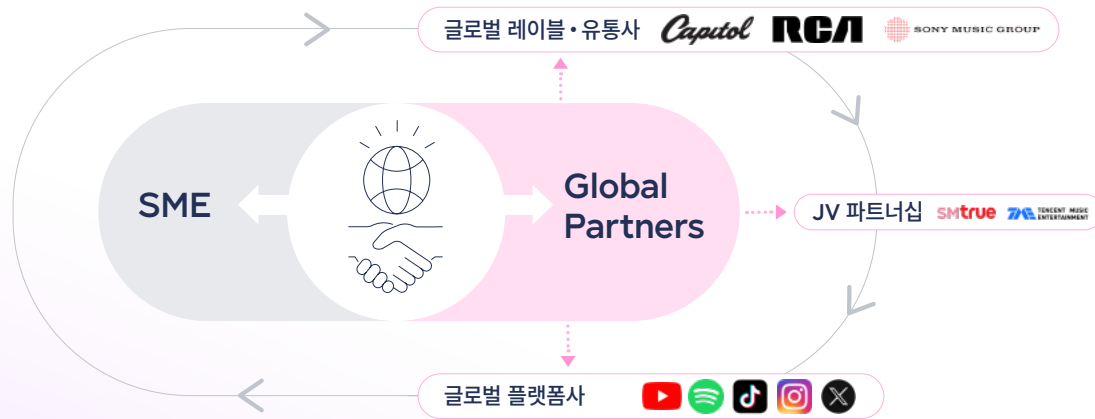 글로벌 레이블 • 유통사 Capitol RCA SONY MUSIC GROUP
SME
Global
Partners
JV 파트너십 SMtrue TME TENCENT MUSIC
ENTERTAINMENT
글로벌 플랫폼사